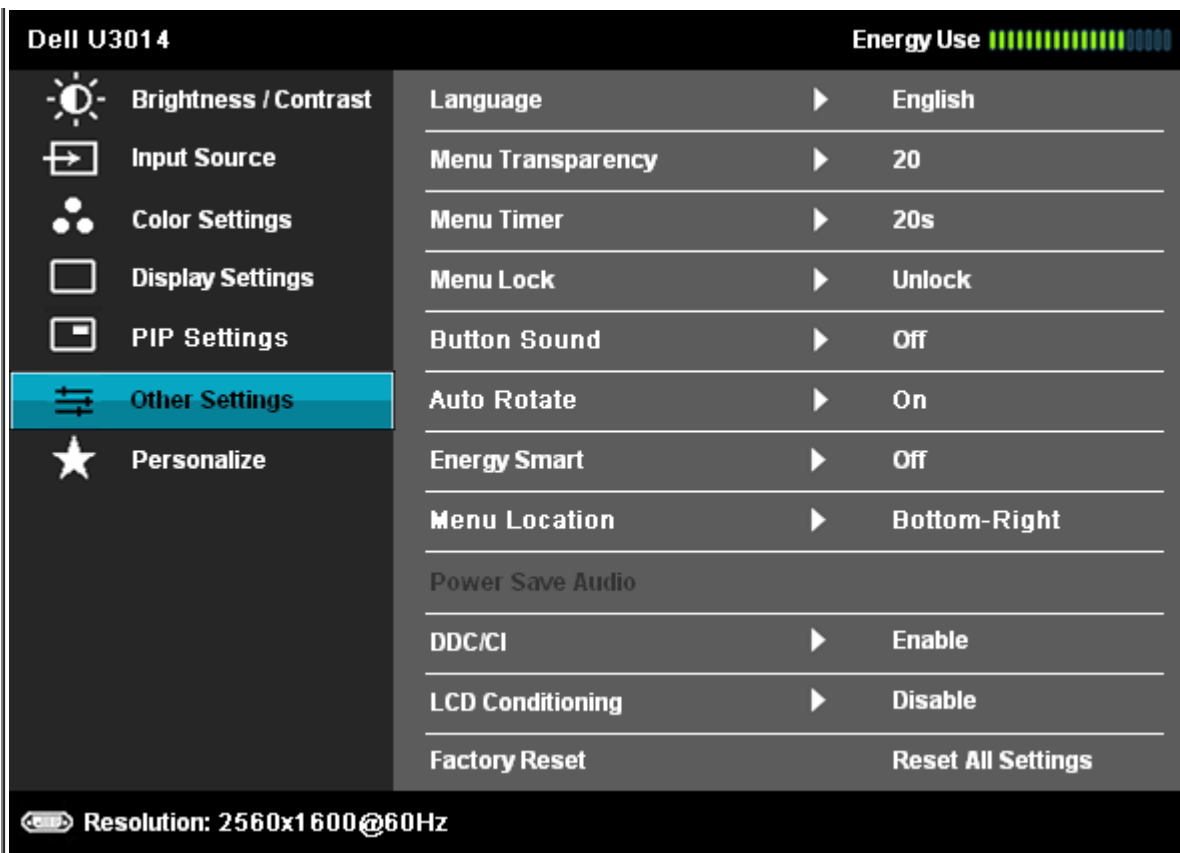 Dell U3014 Energy Use
Brightness / Contrast Language English
Input Source Menu Transparency 20
Color Settings Menu Timer 20s
Display Settings Menu Lock Unlock
PIP Settings Button Sound Off
Other Settings Auto Rotate On
Personalize Energy Smart Off
Menu Location Bottom-Right
Power Save Audio
DDC/CI Enable
LCD Conditioning Disable
Factory Reset Reset All Settings
Resolution: 2560x1600@60Hz